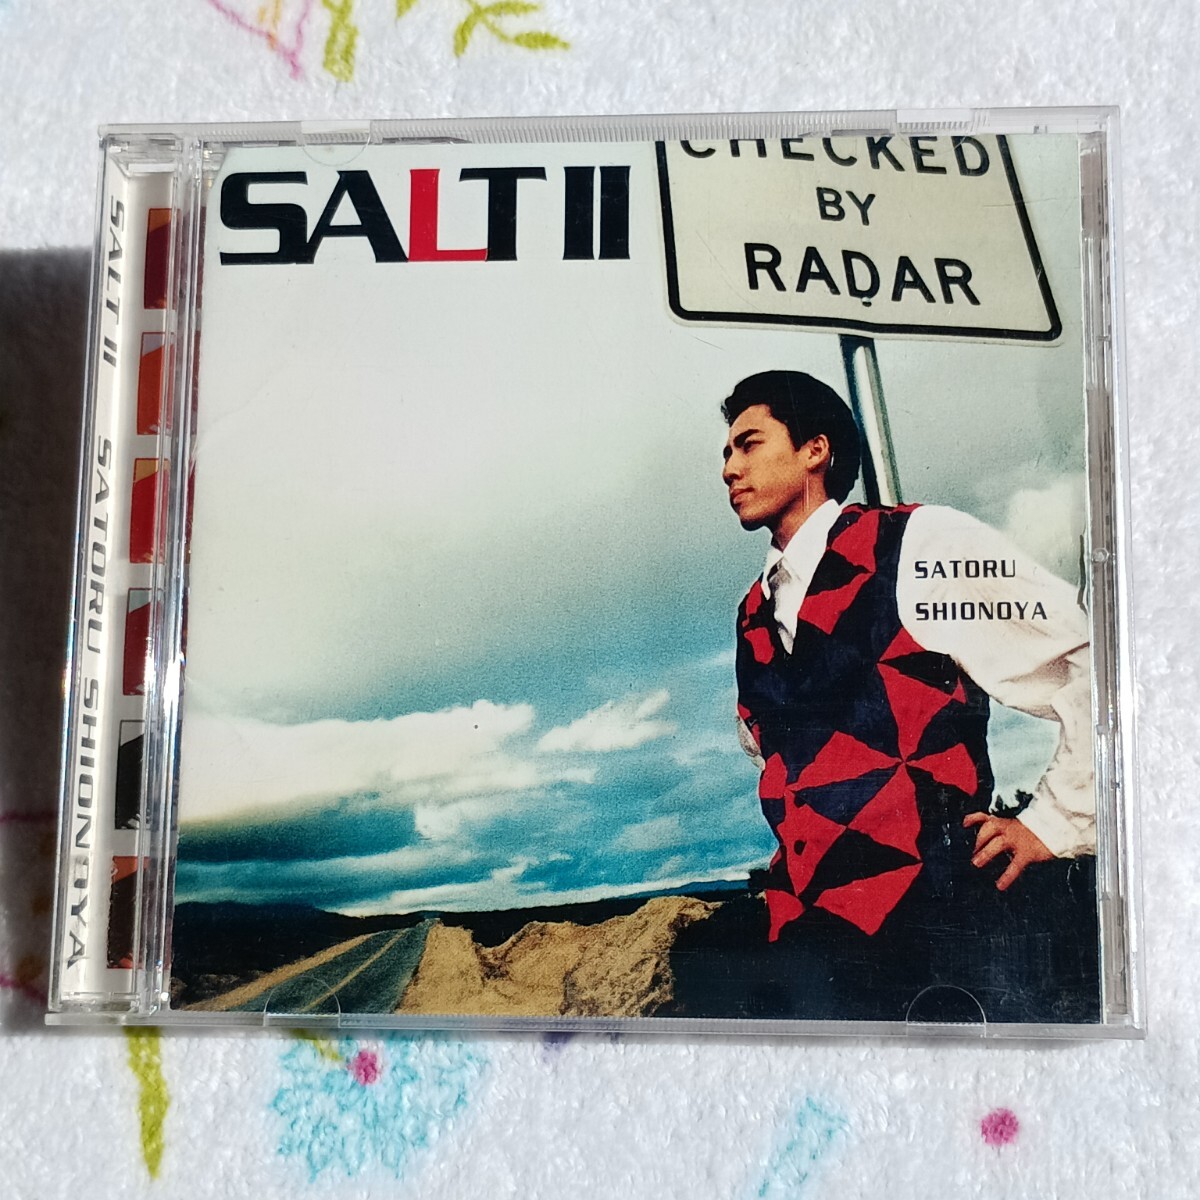 SALT II
CHECKED
BY
RADAR
SATORU
SHIONOYA
SALT II SATORU SHIONOYA